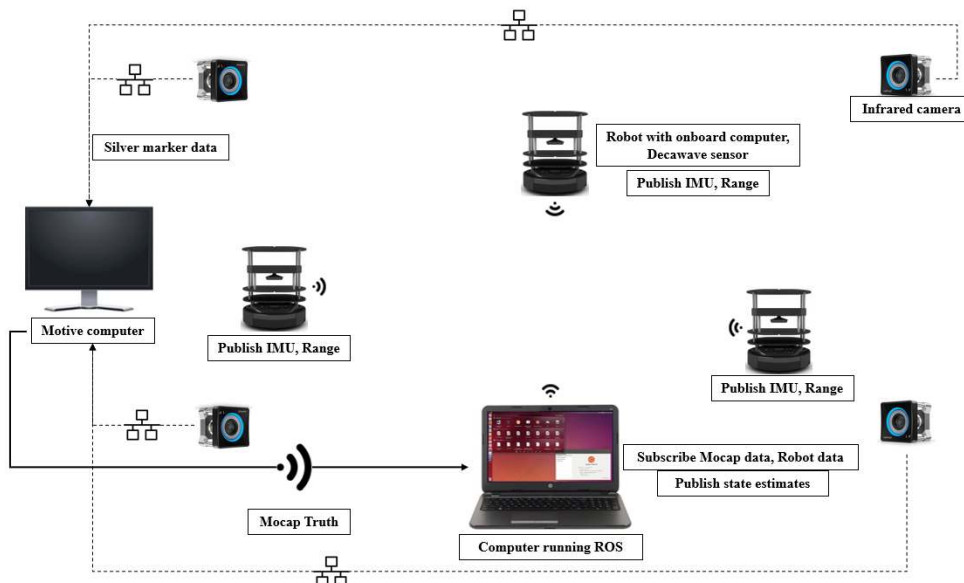 Infrared camera
Silver marker data
Robot with onboard computer,
Decawave sensor
Publish IMU, Range
Motive computer
Publish IMU, Range
Publish IMU, Range
Subscribe Mocap data, Robot data
Publish state estimates
Mocap Truth
Computer running ROS